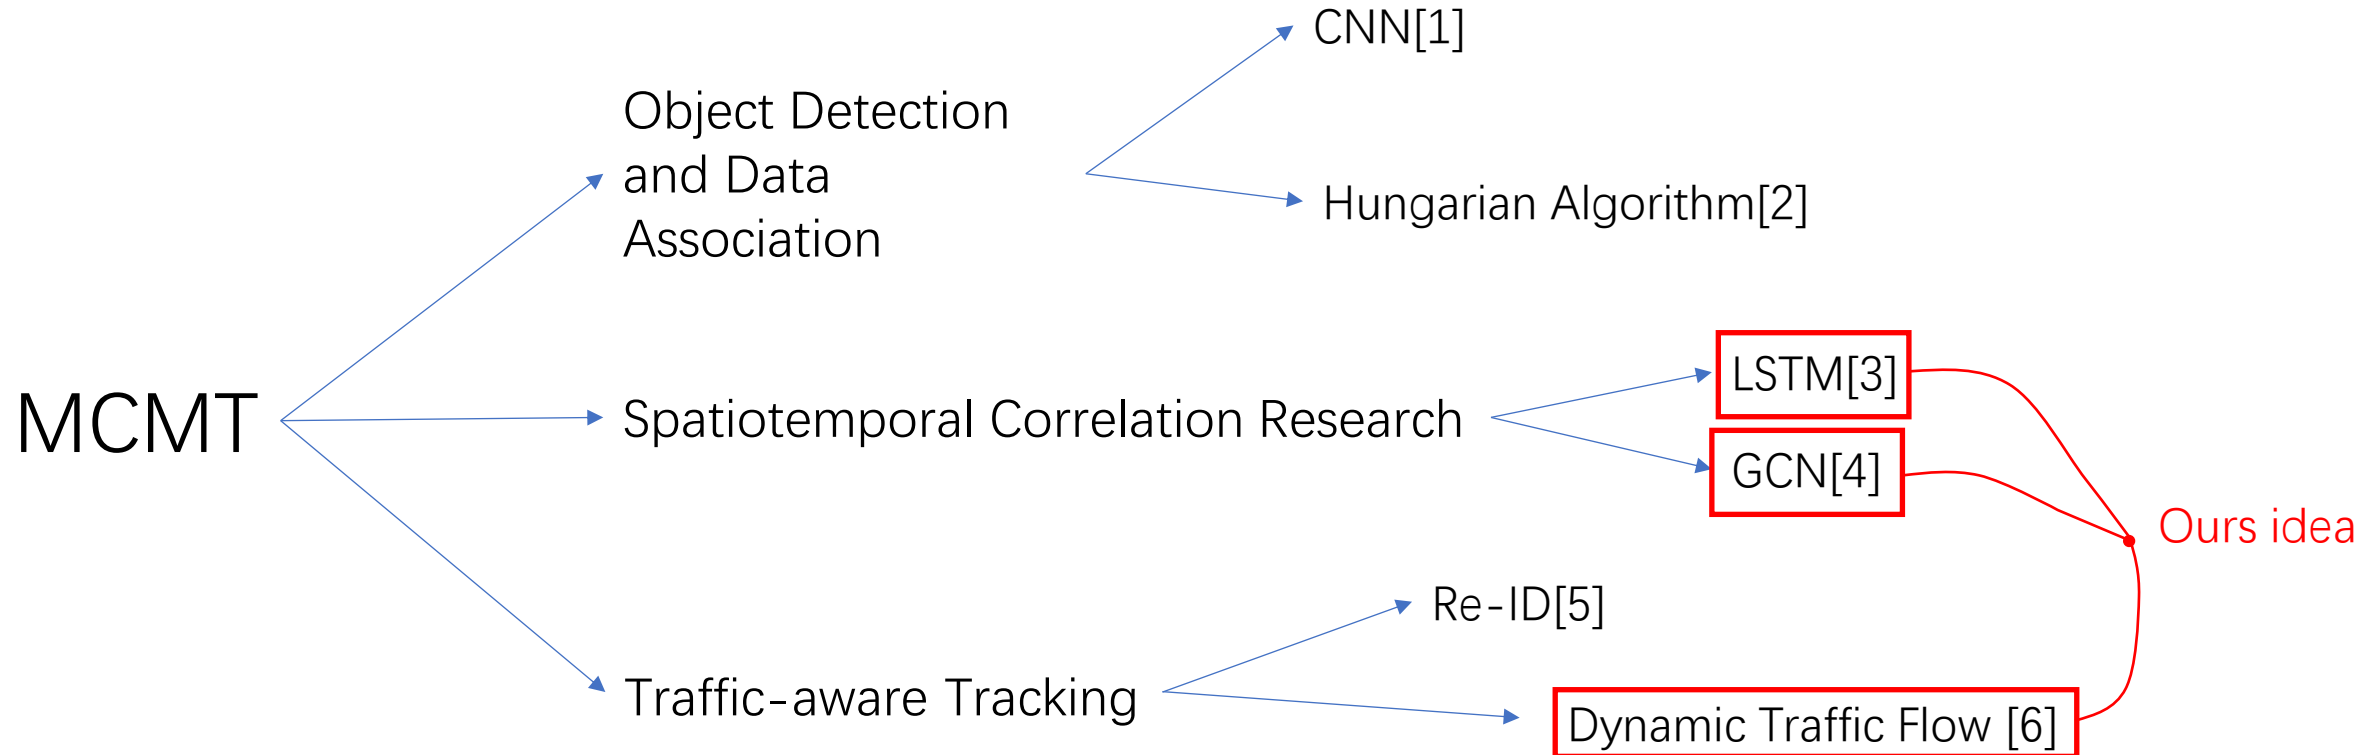 MCMT
Object Detection
and Data
Association
CNN[1]
Hungarian Algorithm[2]
Spatiotemporal Correlation Research
LSTM[3]
GCN[4]
Ours idea
Traffic-aware Tracking
Re-ID[5]
Dynamic Traffic Flow [6]